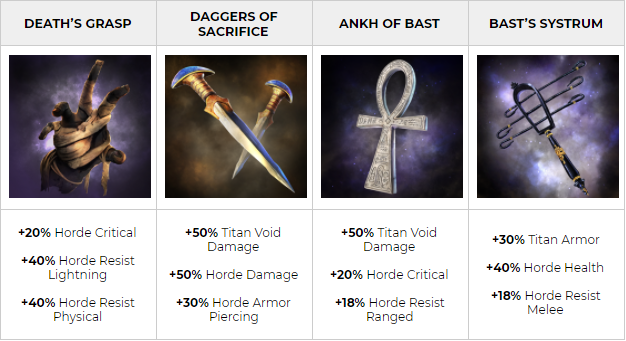 DEATH’S GRASP
DAGGERS OF
SACRIFICE
ANKH OF BAST
BAST’S SYSTRUM
+20% Horde Critical
+40% Horde Resist
Lightning
+40% Horde Resist
Physical
+50% Titan Void
Damage
+50% Horde Damage
+30% Horde Armor
Piercing
+50% Titan Void
Damage
+20% Horde Critical
+18% Horde Resist
Ranged
+30% Titan Armor
+40% Horde Health
+18% Horde Resist
Melee